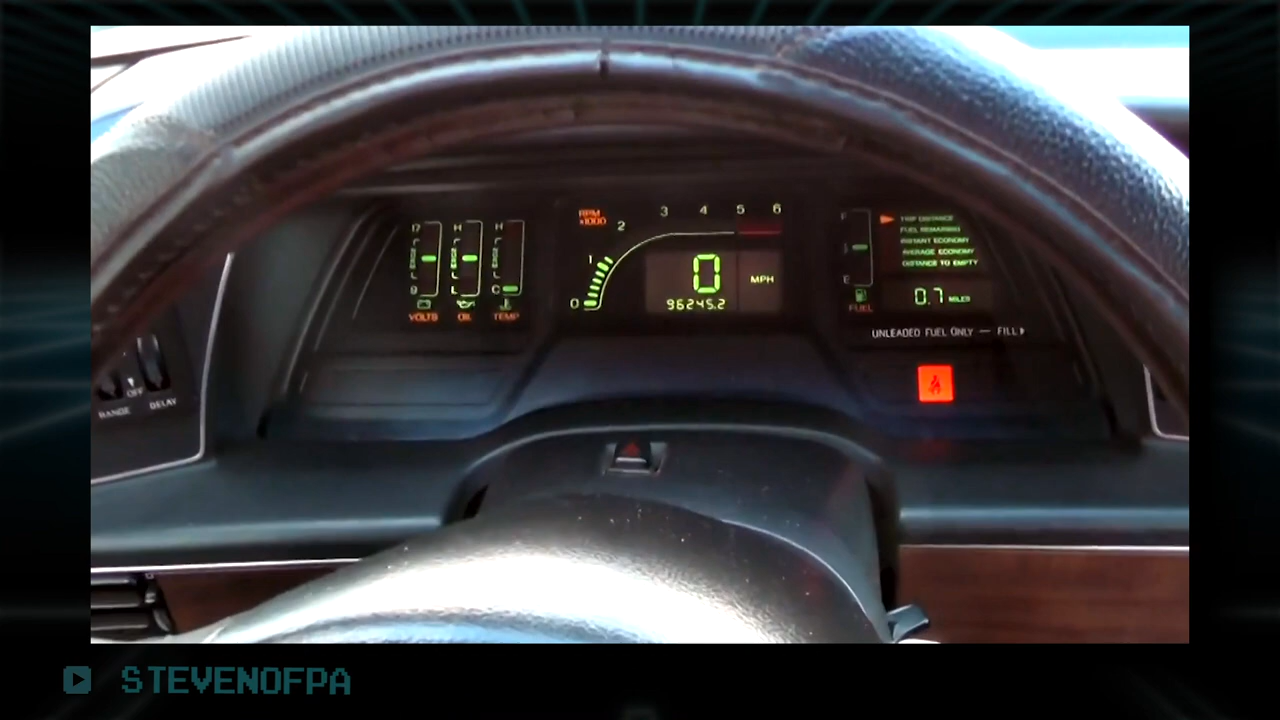 RPM
x1000
0
1
2
3
4
5
6
0
MPH
96245.2
H
H
L
C
VOLTS
OIL
TEMP
F
E
FUEL
TRIP DISTANCE
FUEL REMAINING
INSTANT ECONOMY
AVERAGE ECONOMY
DISTANCE TO EMPTY
0.7 MILES
UNLEADED FUEL ONLY — FILL
OFF
RANGE
DELAY
STEVENOFPA